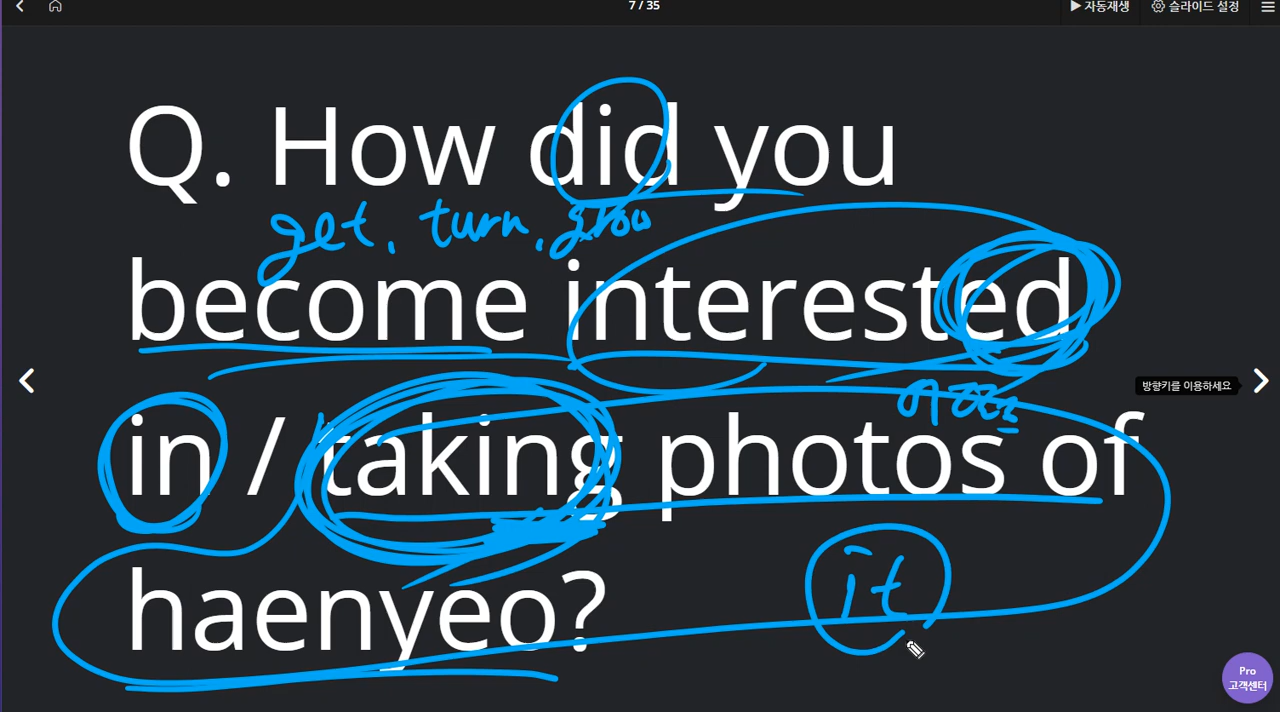 7 / 35
▶ 자동재생
슬라이드 설정
Q. How did you
get, turn, grow
become interested
방향키를 이용하세요
in / taking photos of
it
haenyeo?
Pro
고객센터